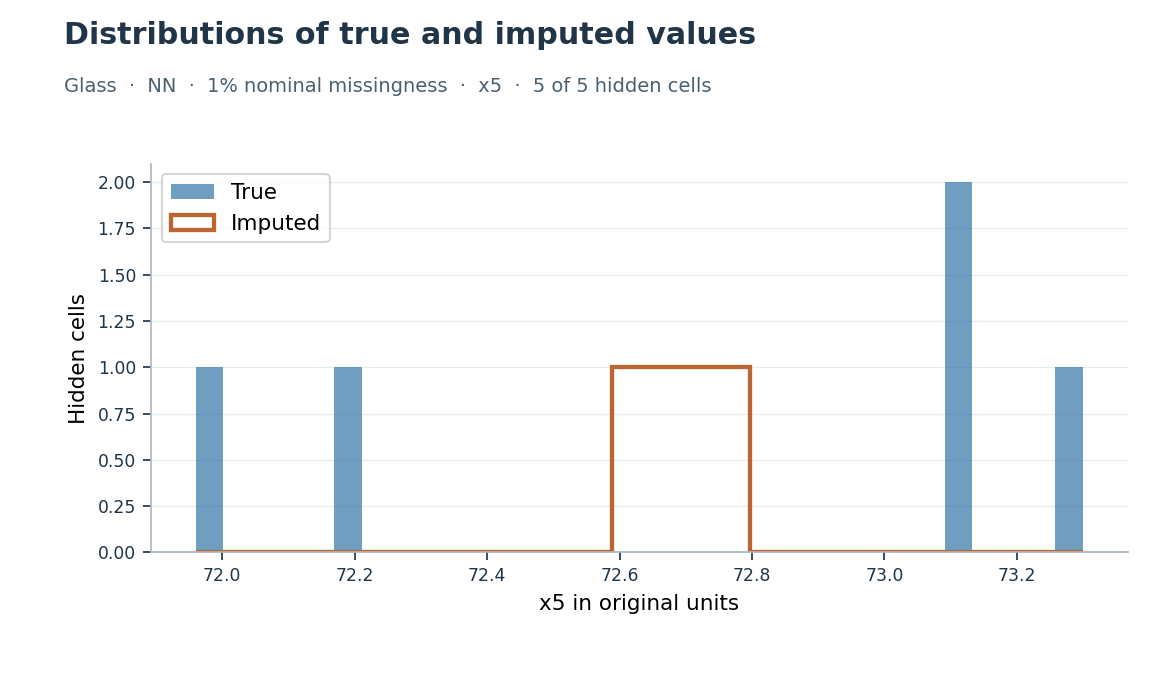 Distributions of true and imputed values
Glass · NN · 1% nominal missingness · x5 · 5 of 5 hidden cells
True
Imputed
Hidden cells
2.00
1.75
1.50
1.25
1.00
0.75
0.50
0.25
0.00
72.0 72.2 72.4 72.6 72.8 73.0 73.2
x5 in original units